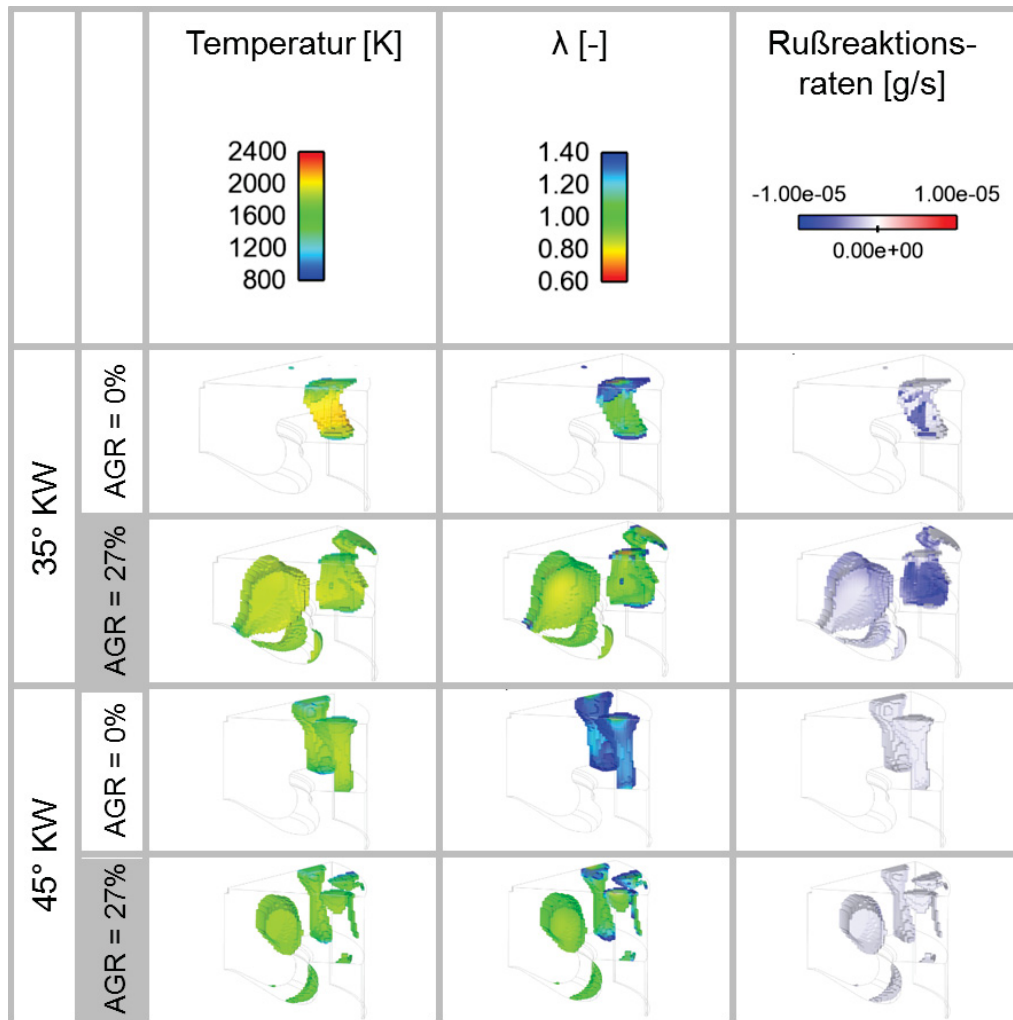 Temperatur [K]
λ [-]
Rußreaktions-
raten [g/s]
2400
2000
1600
1200
800
1.40
1.20
1.00
0.80
0.60
-1.00e-05
1.00e-05
0.00e+00
35° KW
AGR = 0%
AGR = 27%
45° KW
AGR = 0%
AGR = 27%